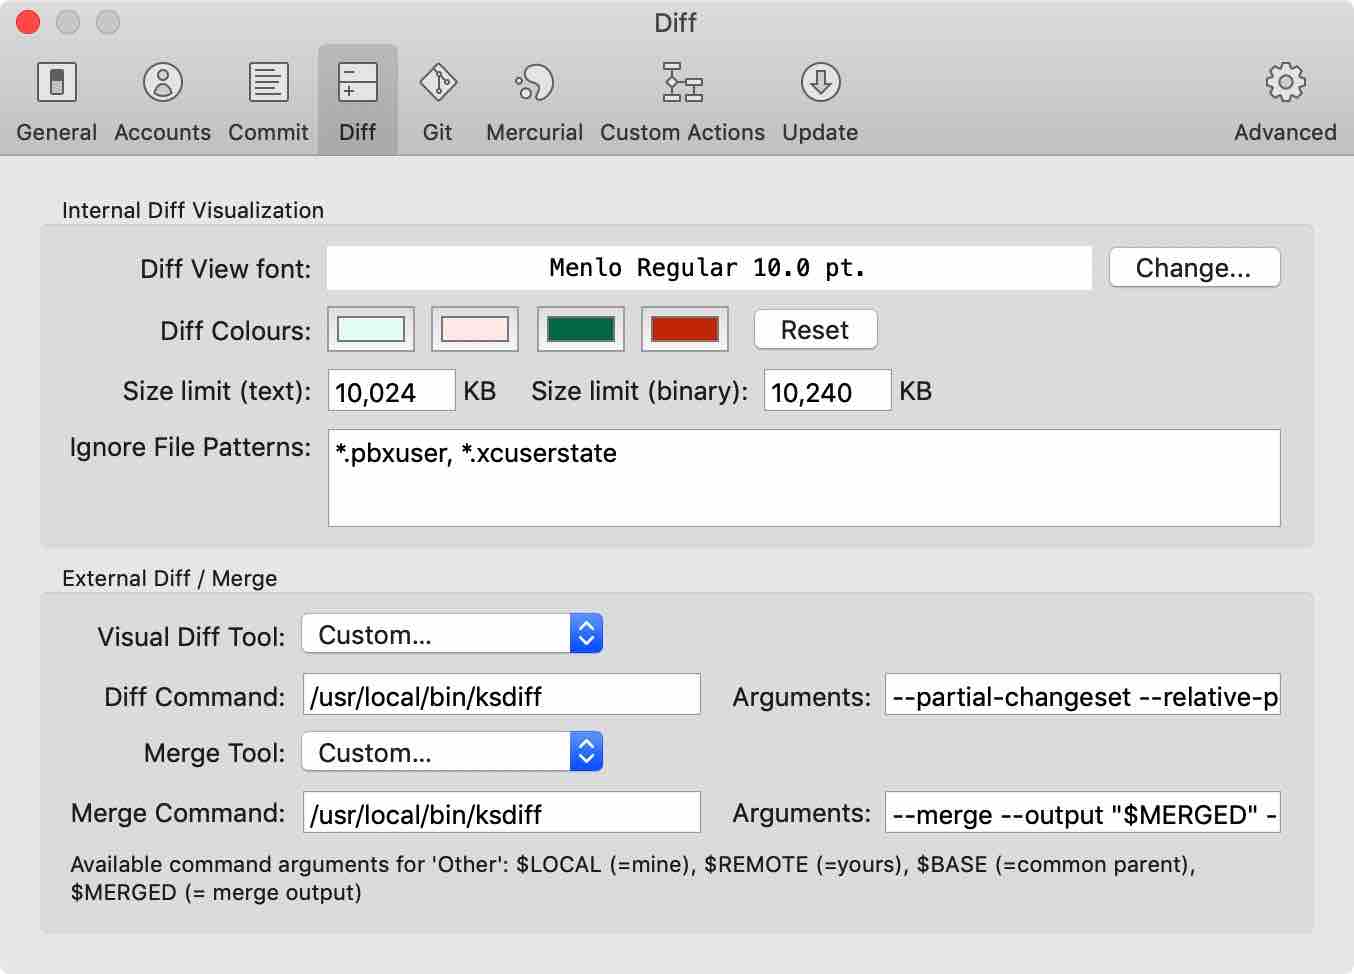 Diff
General Accounts Commit Diff Git Mercurial Custom Actions Update Advanced
Internal Diff Visualization
Diff View font: Menlo Regular 10.0 pt. Change...
Diff Colours: Reset
Size limit (text): 10,024 KB Size limit (binary): 10,240 KB
Ignore File Patterns: *.pbxuser, *.xcuserstate
External Diff / Merge
Visual Diff Tool: Custom...
Diff Command: /usr/local/bin/ksdiff Arguments: --partial-changeset --relative-p
Merge Tool: Custom...
Merge Command: /usr/local/bin/ksdiff Arguments: --merge --output "$MERGED" -
Available command arguments for 'Other': $LOCAL (=mine), $REMOTE (=yours), $BASE (=common parent),
$MERGED (= merge output)